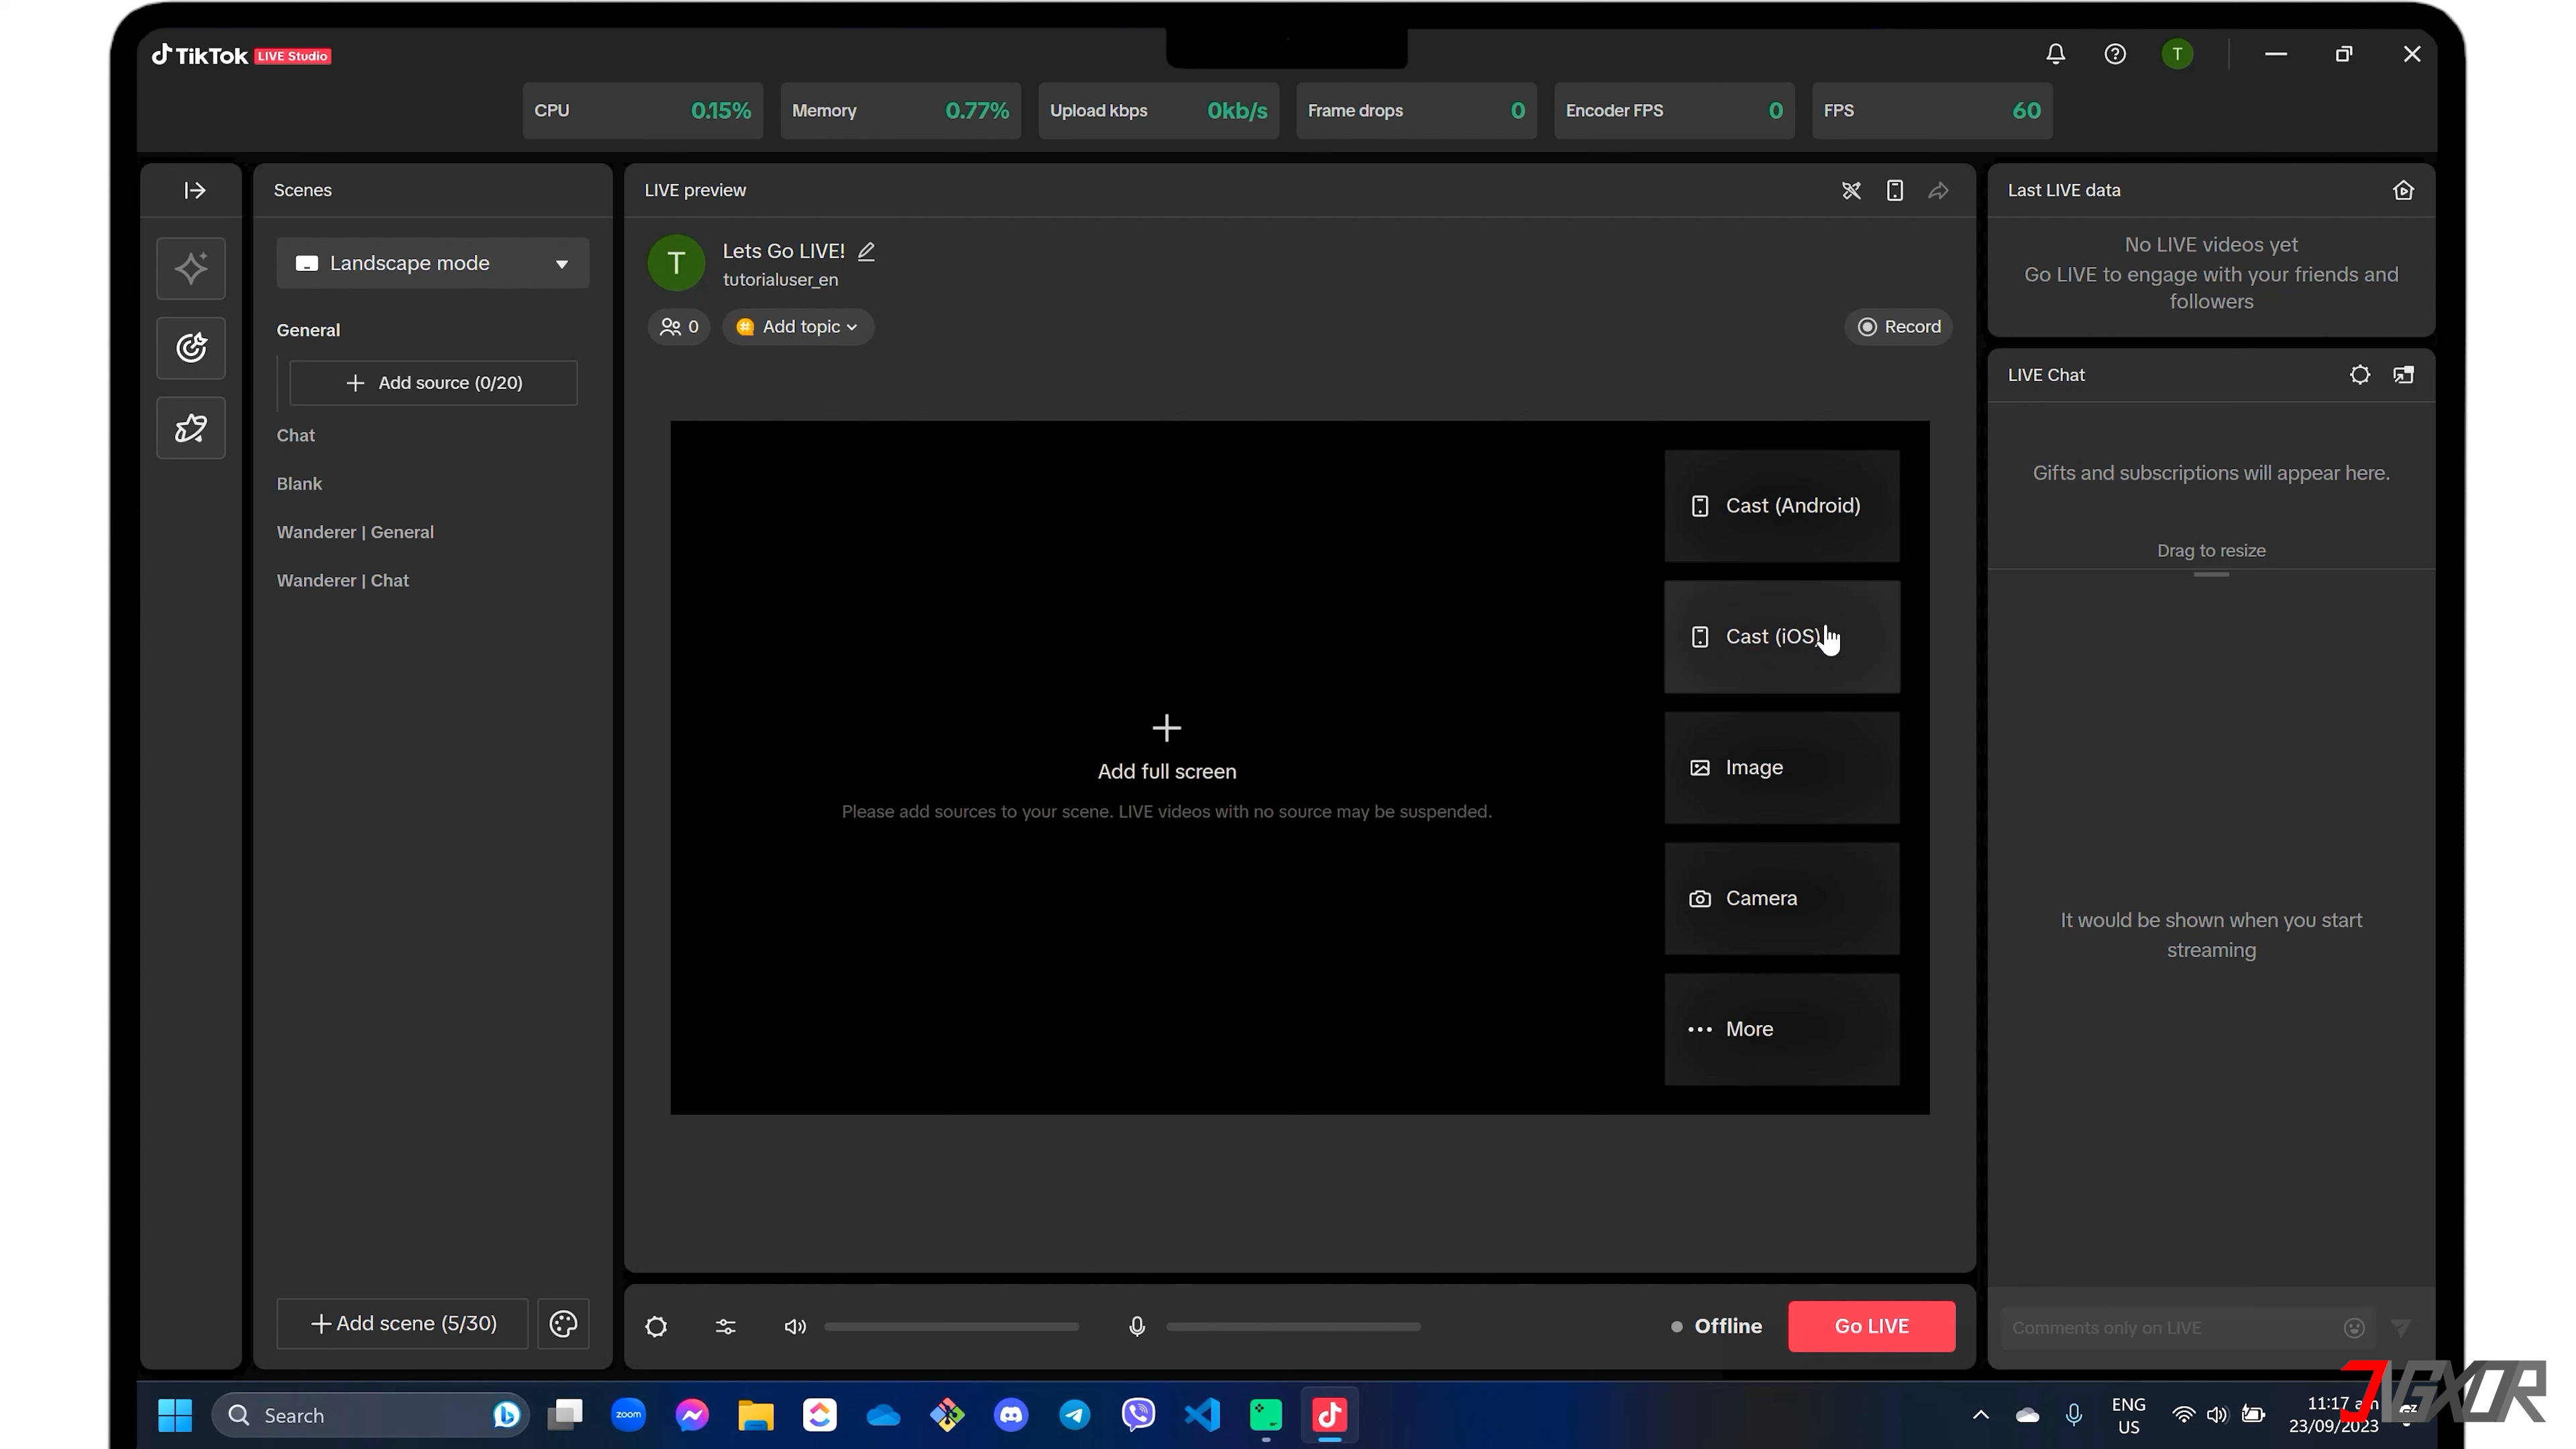 TikTok LIVE Studio
CPU 0.15%
Memory 0.77%
Upload kbps 0kb/s
Frame drops 0
Encoder FPS 0
FPS 60
T
Scenes
Landscape mode
General
Add source (0/20)
Chat
Blank
Wanderer | General
Wanderer | Chat
Add scene (5/30)
LIVE preview
T
Lets Go LIVE!
tutorialuser_en
0
# Add topic
Record
Add full screen
Please add sources to your scene. LIVE videos with no source may be suspended.
Cast (Android)
Cast (iOS)
Image
Camera
More
Offline
Go LIVE
Last LIVE data
No LIVE videos yet
Go LIVE to engage with your friends and
followers
LIVE Chat
Gifts and subscriptions will appear here.
Drag to resize
It would be shown when you start
streaming
Comments only on LIVE
Search
zoom
ENG
US
11:17 am
23/09/2023